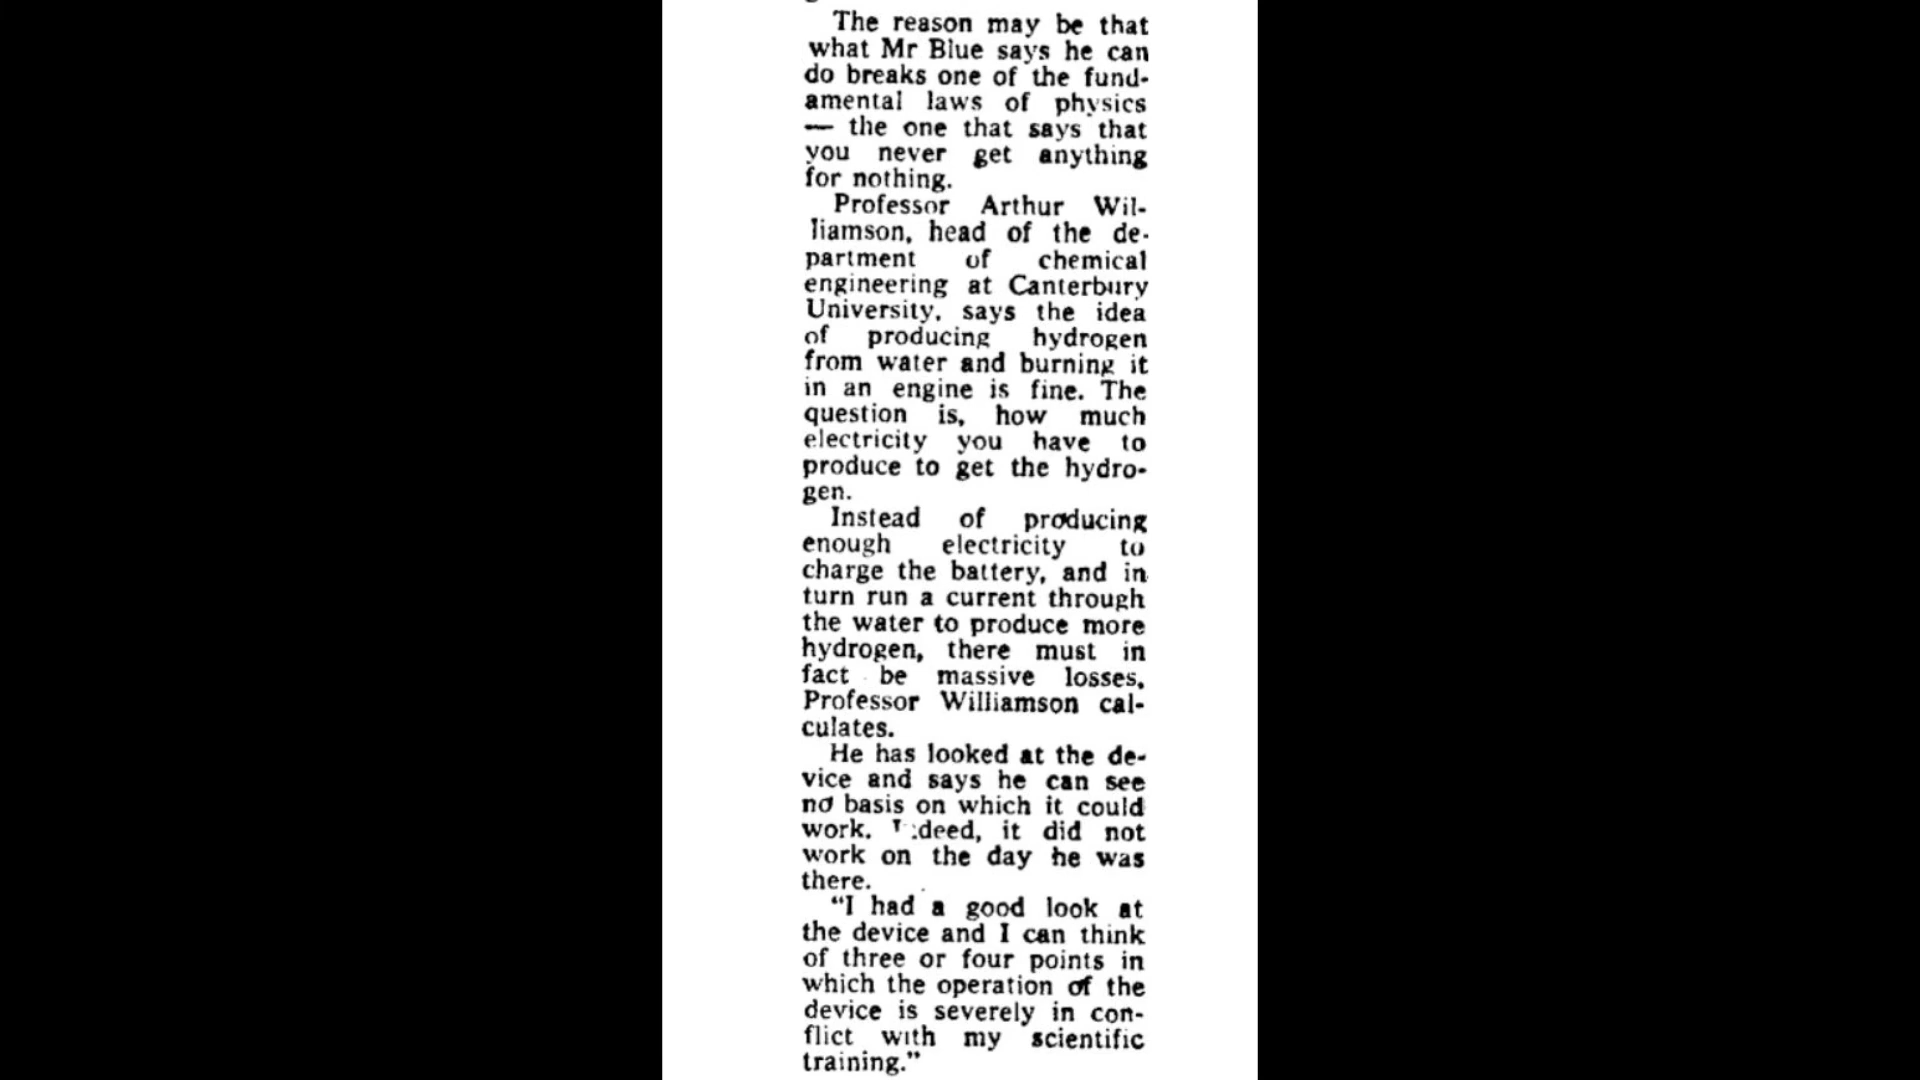 The reason may be that
what Mr Blue says he can
do breaks one of the fund-
amental laws of physics
— the one that says that
you never get anything
for nothing.
Professor Arthur Wil-
liamson, head of the de-
partment of chemical
engineering at Canterbury
University, says the idea
of producing hydrogen
from water and burning it
in an engine is fine. The
question is, how much
electricity you have to
produce to get the hydro-
gen.
Instead of producing
enough electricity to
charge the battery, and in
turn run a current through
the water to produce more
hydrogen, there must in
fact be massive losses,
Professor Williamson cal-
culates.
He has looked at the de-
vice and says he can see
no basis on which it could
work. Indeed, it did not
work on the day he was
there.
"I had a good look at
the device and I can think
of three or four points in
which the operation of the
device is severely in con-
flict with my scientific
training."